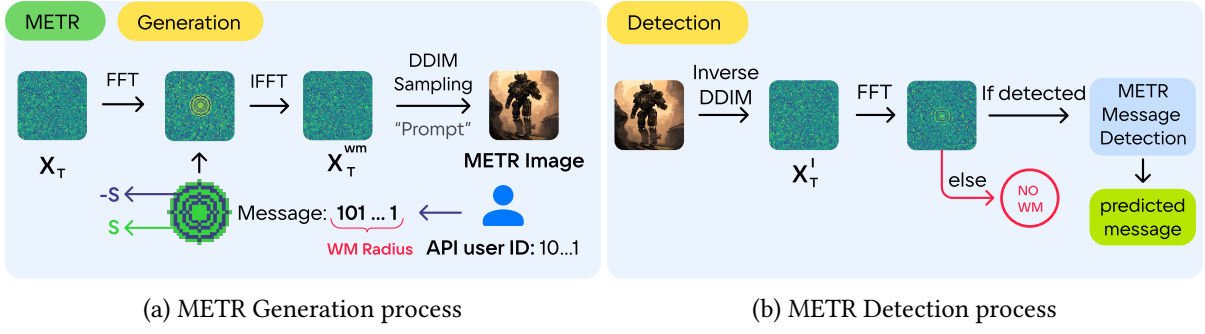 METR
Generation
FFT
IFFT
DDIM
Sampling
"Prompt"
X_T
X_T^wm
METR Image
-S
S
Message: 101 ... 1
WM Radius
API user ID: 10...1
(a) METR Generation process
Detection
Inverse
DDIM
FFT
If detected
METR
Message
Detection
X_T^I
else
NO
WM
predicted
message
(b) METR Detection process